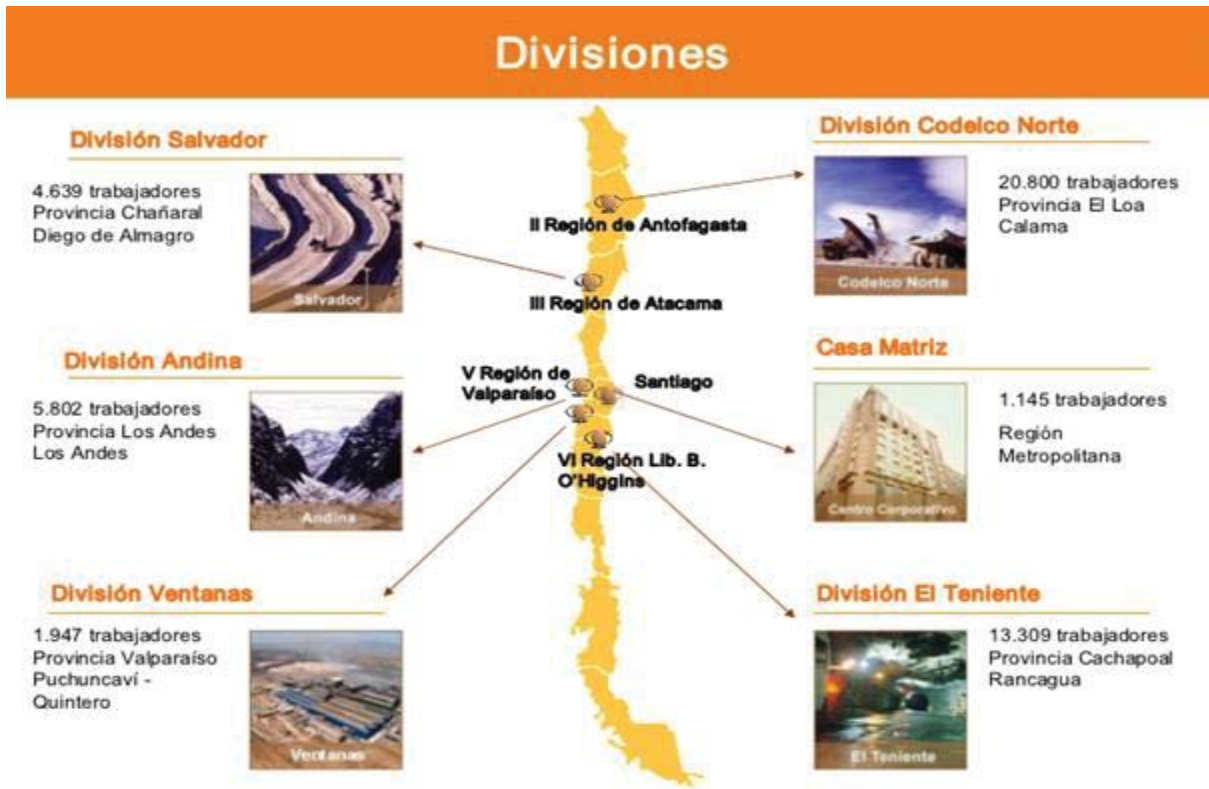 Divisiones
División Salvador
4.639 trabajadores
Provincia Chañaral
Diego de Almagro
Salvador
División Andina
5.802 trabajadores
Provincia Los Andes
Los Andes
Andina
División Ventanas
1.947 trabajadores
Provincia Valparaíso
Puchuncaví -
Quintero
Ventanas
II Región de Antofagasta
III Región de Atacama
V Región de
Valparaíso
Santiago
VI Región Lib. B.
O'Higgins
División Codelco Norte
20.800 trabajadores
Provincia El Loa
Calama
Codelco Norte
Casa Matriz
1.145 trabajadores
Región
Metropolitana
Centro Corporativo
División El Teniente
13.309 trabajadores
Provincia Cachapoal
Rancagua
El Teniente